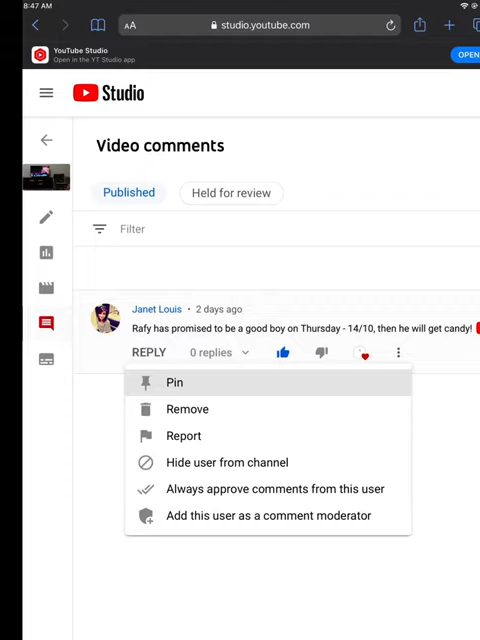 8:47 AM
AA
studio.youtube.com
YouTube Studio
Open in the YT Studio app
OPEN
Studio
Video comments
Published
Held for review
Filter
Janet Louis • 2 days ago
Rafy has promised to be a good boy on Thursday - 14/10, then he will get candy!
REPLY
0 replies
Pin
Remove
Report
Hide user from channel
Always approve comments from this user
Add this user as a comment moderator